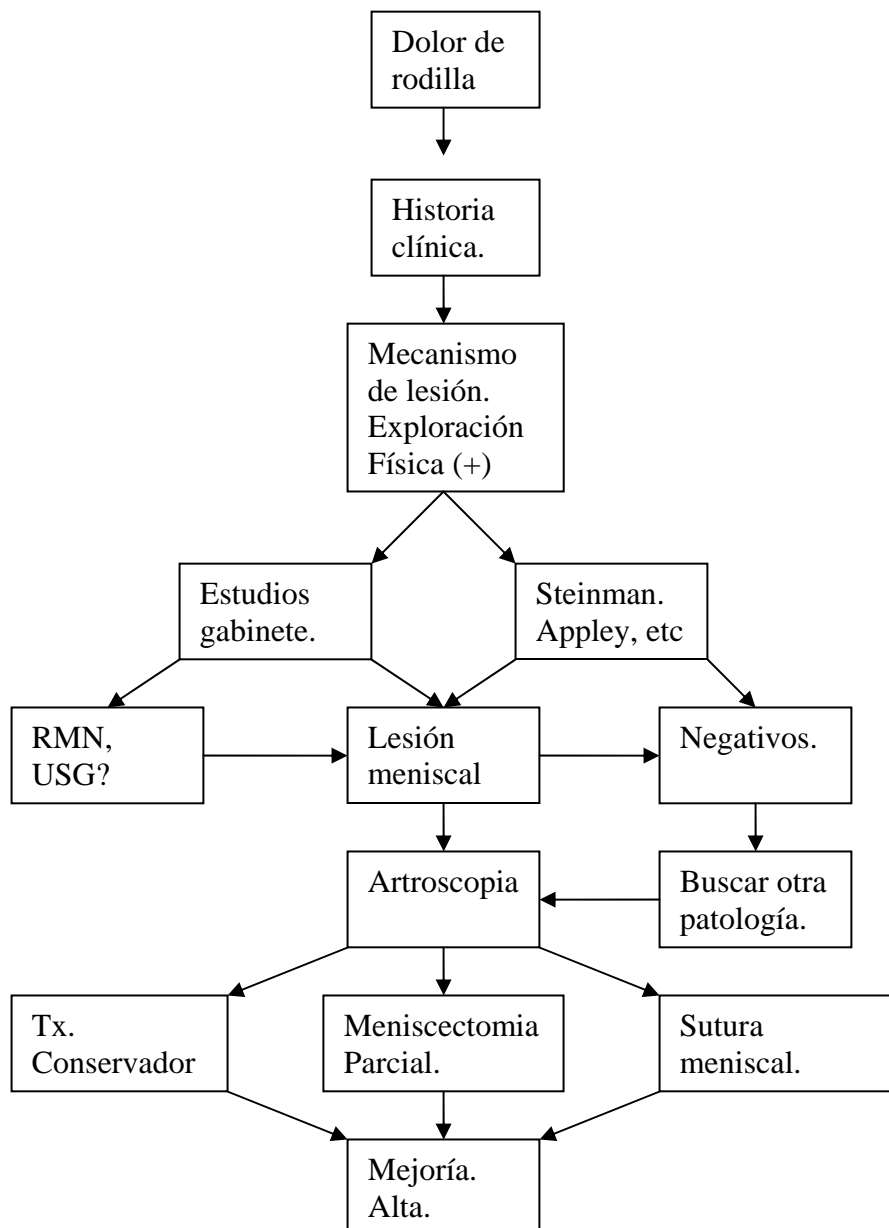 Dolor de
rodilla
Historia
clínica.
Mecanismo
de lesión.
Exploración
Física (+)
Estudios
gabinete.
Steinman.
Appley, etc
RMN,
USG?
Lesión
meniscal
Negativos.
Artroscopia
Buscar otra
patología.
Tx.
Conservador
Meniscectomia
Parcial.
Sutura
meniscal.
Mejoría.
Alta.